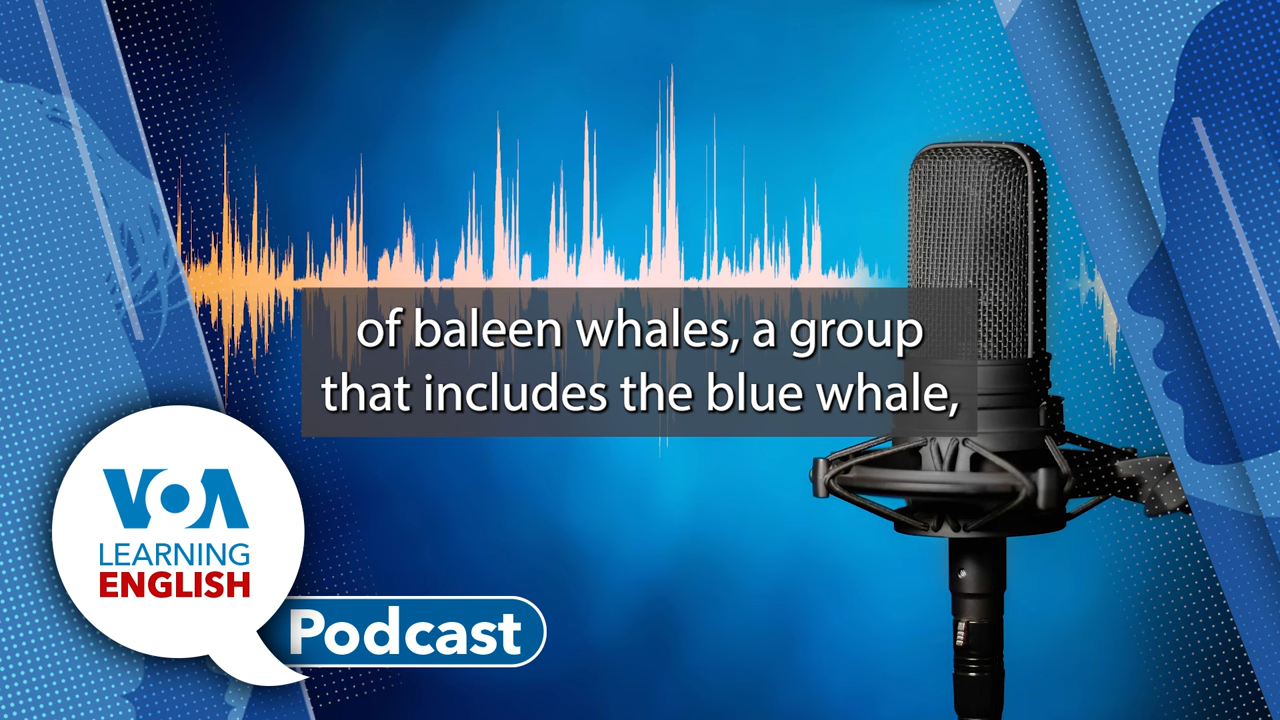 of baleen whales, a group
that includes the blue whale,
VOA
LEARNING
ENGLISH
Podcast